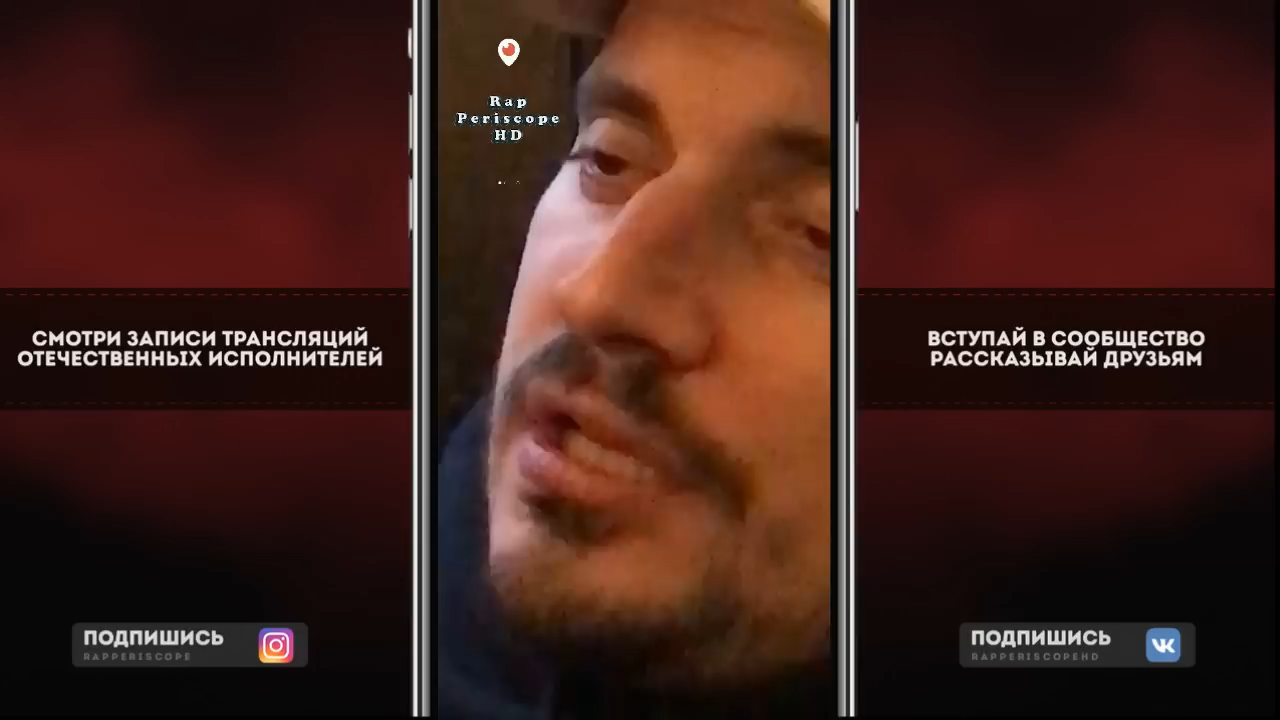 Rap
Periscope
HD
СМОТРИ ЗАПИСИ ТРАНСЛЯЦИЙ
ОТЕЧЕСТВЕННЫХ ИСПОЛНИТЕЛЕЙ
ВСТУПАЙ В СООБЩЕСТВО
РАССКАЗЫВАЙ ДРУЗЬЯМ
ПОДПИШИСЬ
RAPPERISCOPE
ПОДПИШИСЬ
RAPPERISCOPEHD